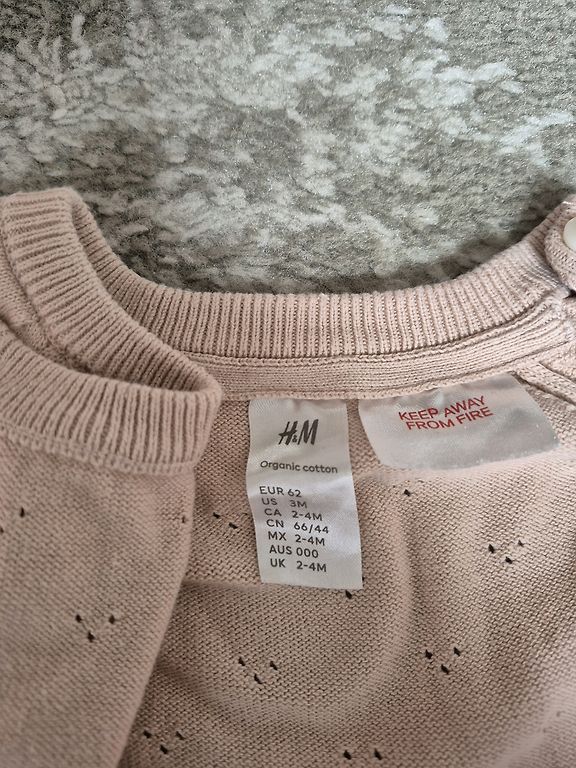 H&M
Organic cotton
EUR 62
US 3M
CA 2-4M
CN 66/44
MX 2-4M
AUS 000
UK 2-4M
KEEP AWAY
FROM FIRE